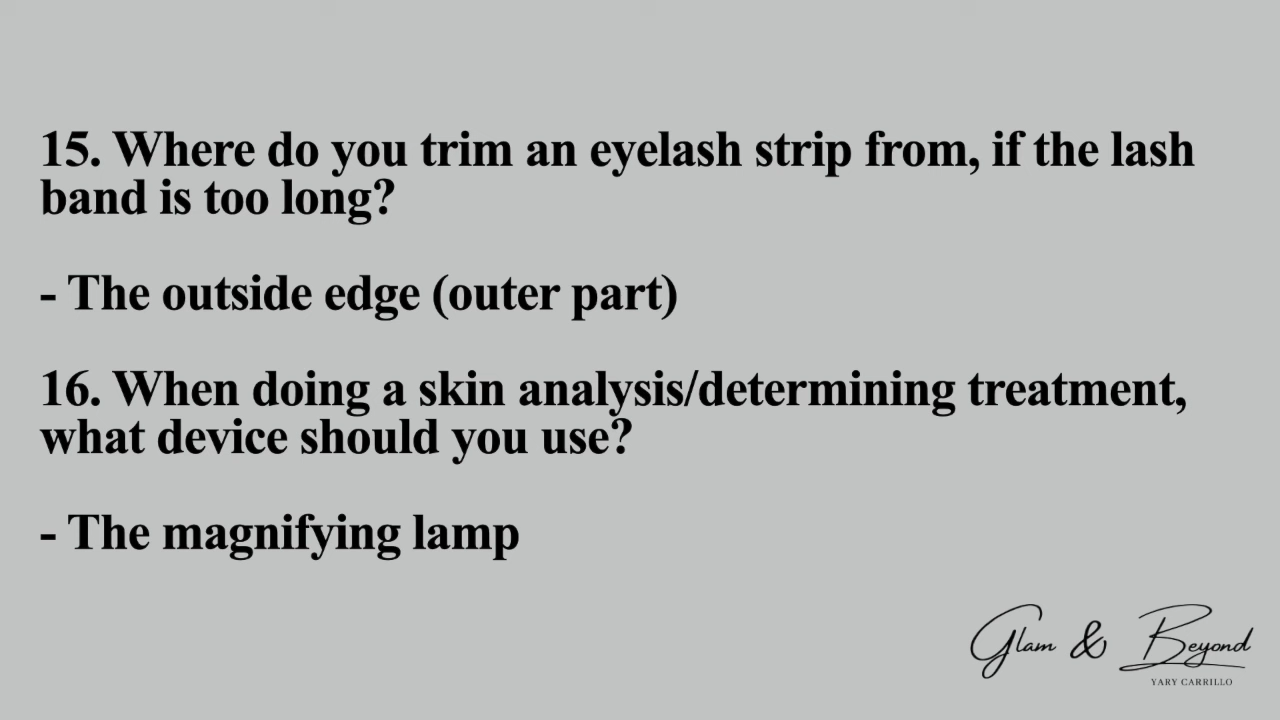 15. Where do you trim an eyelash strip from, if the lash
band is too long?
- The outside edge (outer part)
16. When doing a skin analysis/determining treatment,
what device should you use?
- The magnifying lamp
Glam & Beyond
YARY CARRILLO